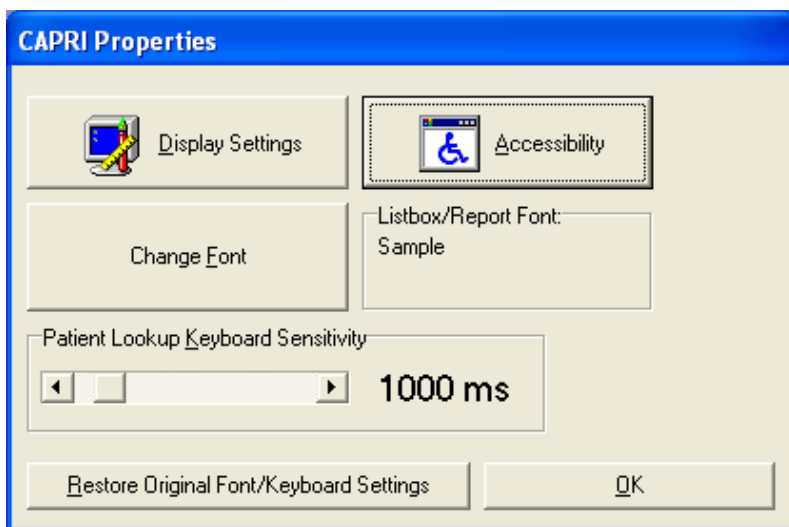 CAPRI Properties
Display Settings
Accessibility
Change Font
Listbox/Report Font:
Sample
Patient Lookup Keyboard Sensitivity
1000 ms
Restore Original Font/Keyboard Settings
OK